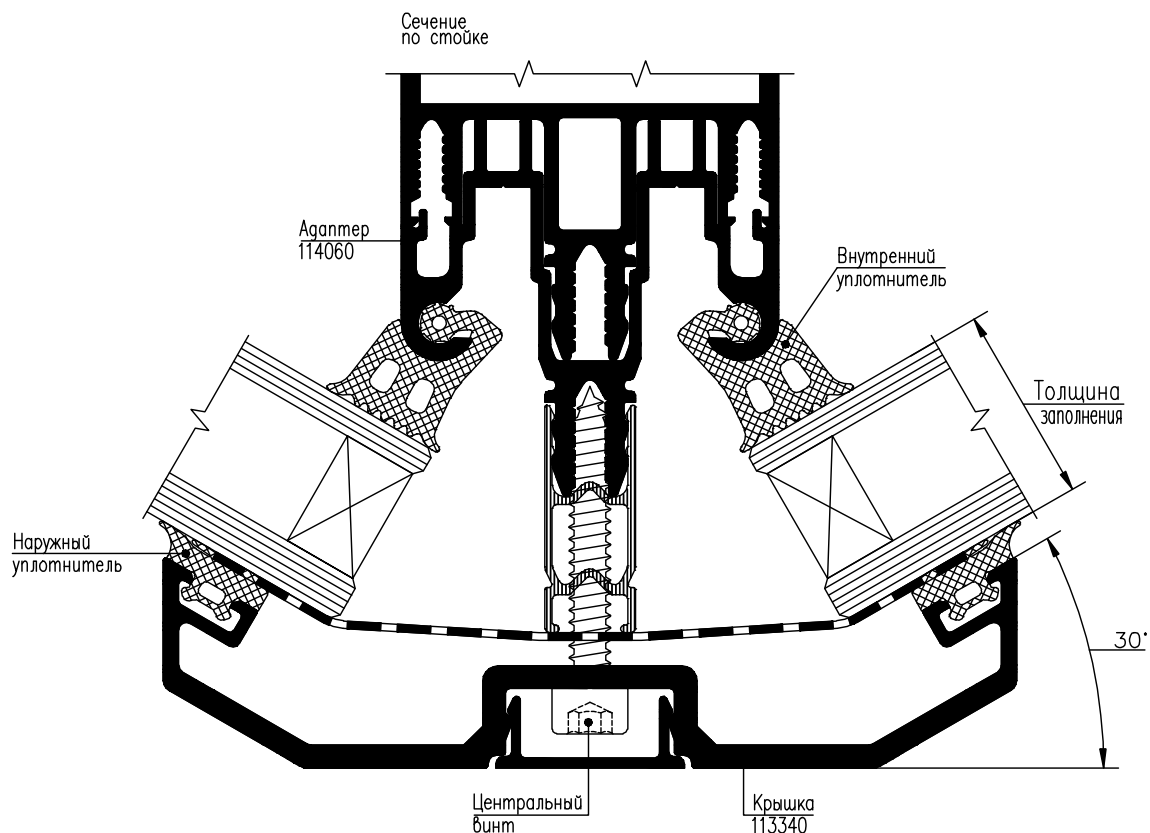 Сечение
по стойке
Адаптер
114060
Внутренний
уплотнитель
Толщина
заполнения
Наружный
уплотнитель
30°
Центральный
винт
Крышка
113340